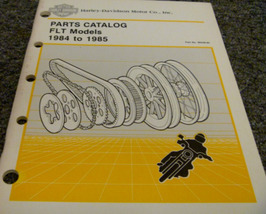 Harley-Davidson Motor Co., Inc.
PARTS CATALOG
FLT Models
1984 to 1985